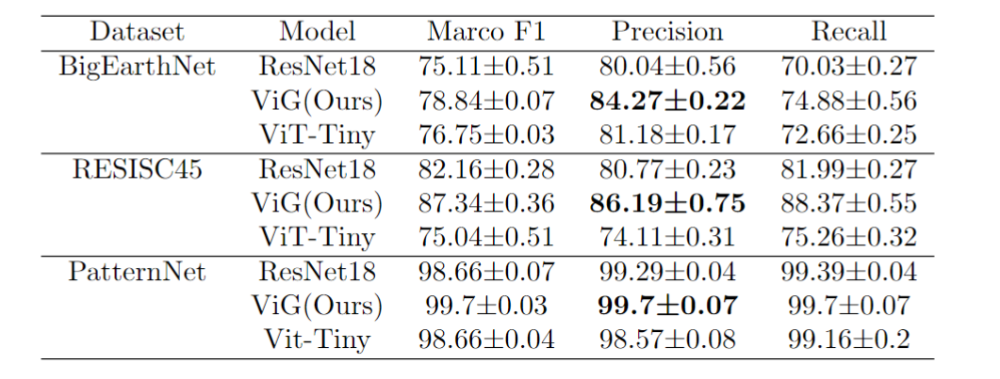 Dataset Model Marco F1 Precision Recall
BigEarthNet ResNet18 75.11±0.51 80.04±0.56 70.03±0.27
ViG(Ours) 78.84±0.07 84.27±0.22 74.88±0.56
ViT-Tiny 76.75±0.03 81.18±0.17 72.66±0.25
RESISC45 ResNet18 82.16±0.28 80.77±0.23 81.99±0.27
ViG(Ours) 87.34±0.36 86.19±0.75 88.37±0.55
ViT-Tiny 75.04±0.51 74.11±0.31 75.26±0.32
PatternNet ResNet18 98.66±0.07 99.29±0.04 99.39±0.04
ViG(Ours) 99.7±0.03 99.7±0.07 99.7±0.07
Vit-Tiny 98.66±0.04 98.57±0.08 99.16±0.2